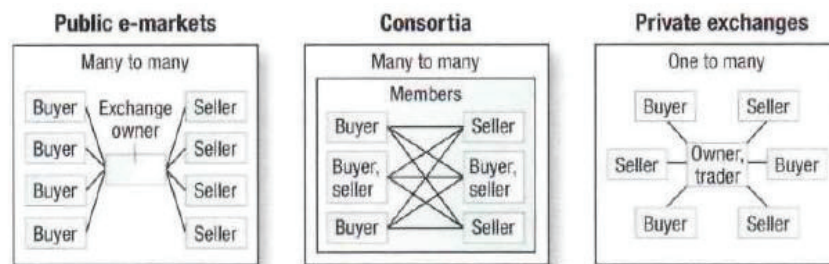 Public e-markets
Many to many
Buyer
Buyer
Buyer
Buyer
Exchange
owner
Seller
Seller
Seller
Seller
Consortia
Many to many
Members
Buyer
Seller
Buyer,
seller
Buyer,
seller
Buyer
Seller
Private exchanges
One to many
Buyer
Seller
Seller
Owner,
trader
Buyer
Buyer
Seller